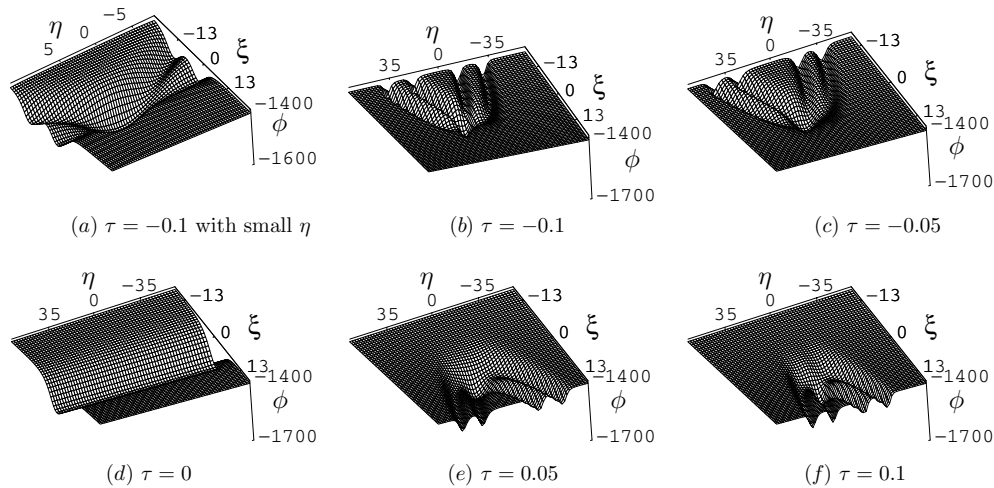 η −5 0 5 −13 0 13 ξ −1400 ϕ −1600
(a) τ = −0.1 with small η
η −35 0 35 −13 0 13 ξ −1400 ϕ −1700
(b) τ = −0.1
η −35 0 35 −13 0 13 ξ −1400 ϕ −1700
(c) τ = −0.05
η −35 0 35 −13 0 13 ξ −1400 ϕ −1700
(d) τ = 0
η −35 0 35 −13 0 13 ξ −1400 ϕ −1700
(e) τ = 0.05
η −35 0 35 −13 0 13 ξ −1400 ϕ −1700
(f) τ = 0.1